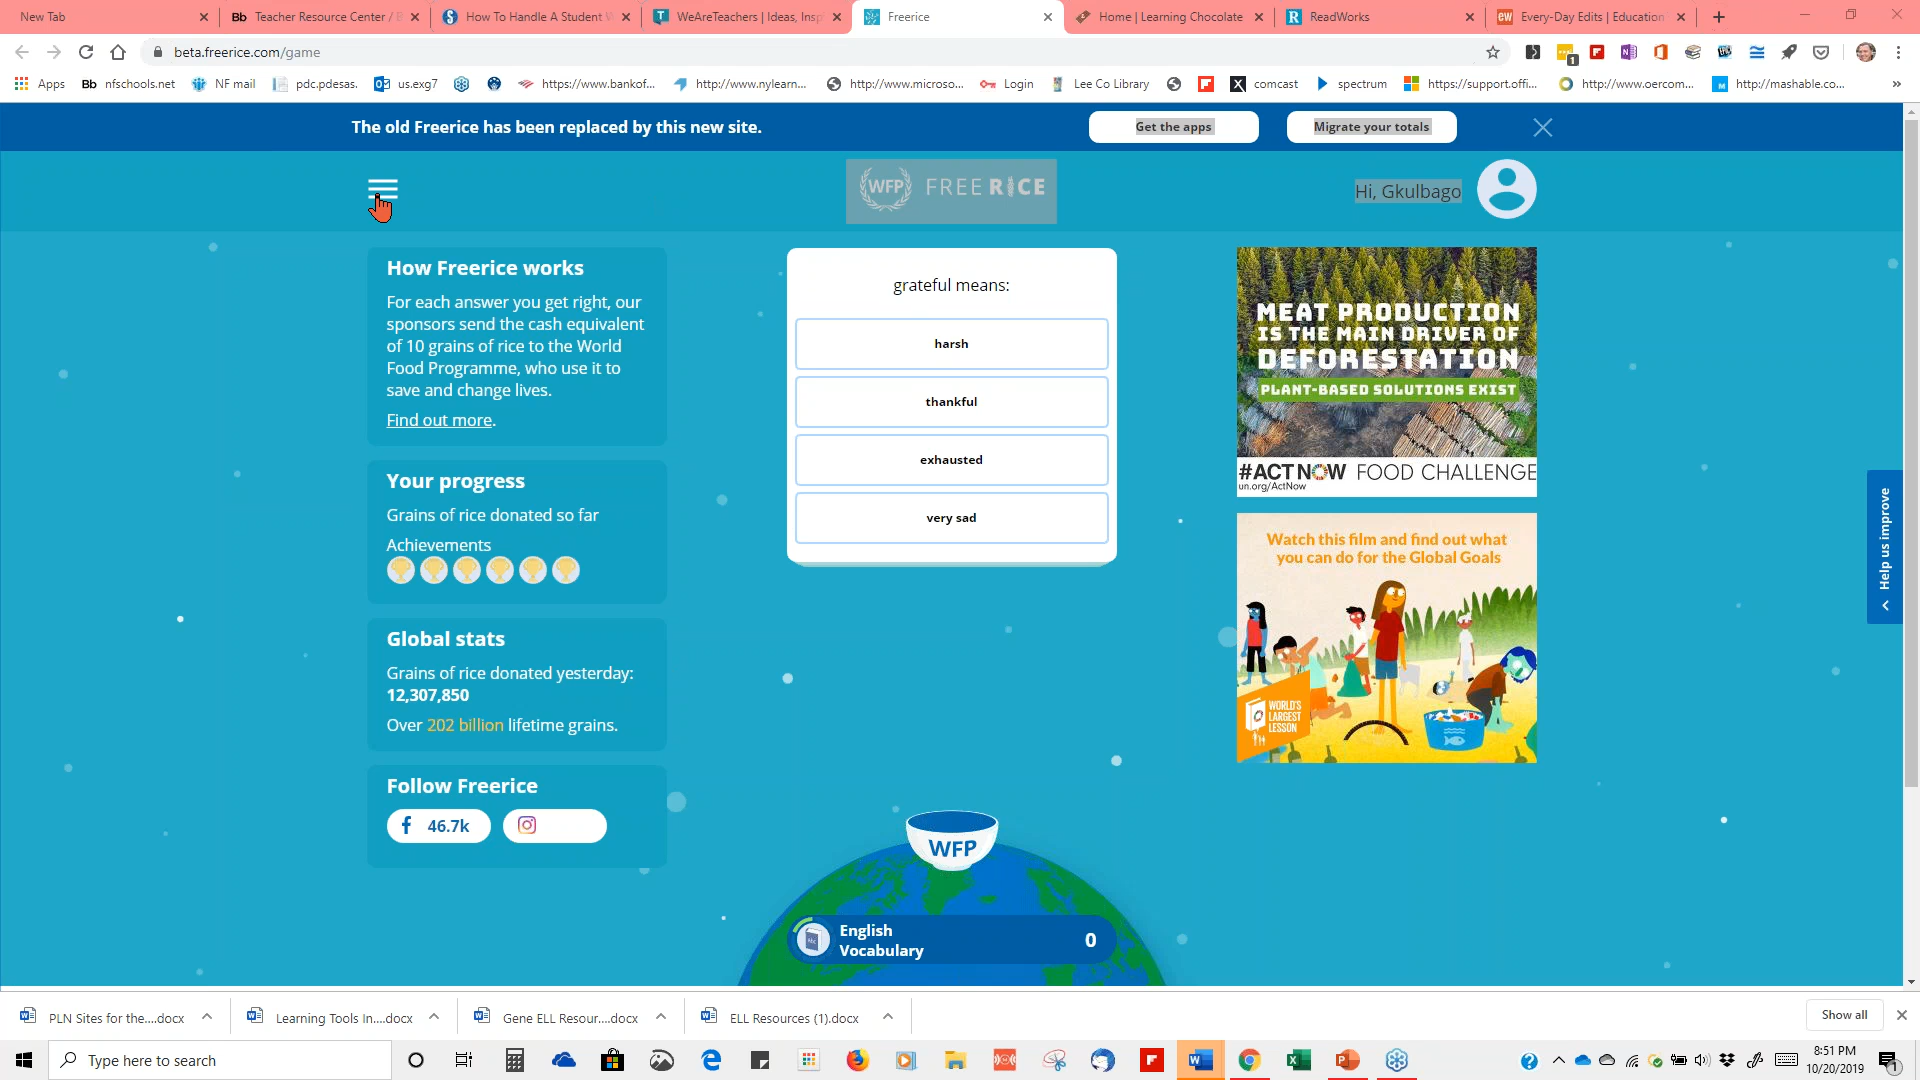 New Tab
Bb Teacher Resource Center /
How To Handle A Student
WeAreTeachers | Ideas, Insp
Freerice
Home | Learning Chocolate
ReadWorks
ew Every-Day Edits | Education
beta.freerice.com/game
Apps
Bb nfschools.net
NF mail
pdc.pdesas.
us.exg7
https://www.bankof...
http://www.nylearn...
http://www.microso...
Login
Lee Co Library
comcast
spectrum
https://support.offi...
http://www.oercom...
http://mashable.co...
The old Freerice has been replaced by this new site.
Get the apps
Migrate your totals
WFP FREERICE
Hi, Gkulbago
How Freerice works
For each answer you get right, our
sponsors send the cash equivalent
of 10 grains of rice to the World
Food Programme, who use it to
save and change lives.
Find out more.
Your progress
Grains of rice donated so far
Achievements
Global stats
Grains of rice donated yesterday:
12,307,850
Over 202 billion lifetime grains.
Follow Freerice
46.7k
grateful means:
harsh
thankful
exhausted
very sad
WFP
English
Vocabulary
0
MEAT PRODUCTION
IS THE MAIN DRIVER OF
DEFORESTATION
PLANT-BASED SOLUTIONS EXIST
#ACTNOW FOOD CHALLENGE
un.org/ActNow
Watch this film and find out what
you can do for the Global Goals
WORLD'S
LARGEST
LESSON
Help us improve
PLN Sites for the....docx
Learning Tools In....docx
Gene ELL Resour....docx
ELL Resources (1).docx
Show all
Type here to search
8:51 PM
10/20/2019